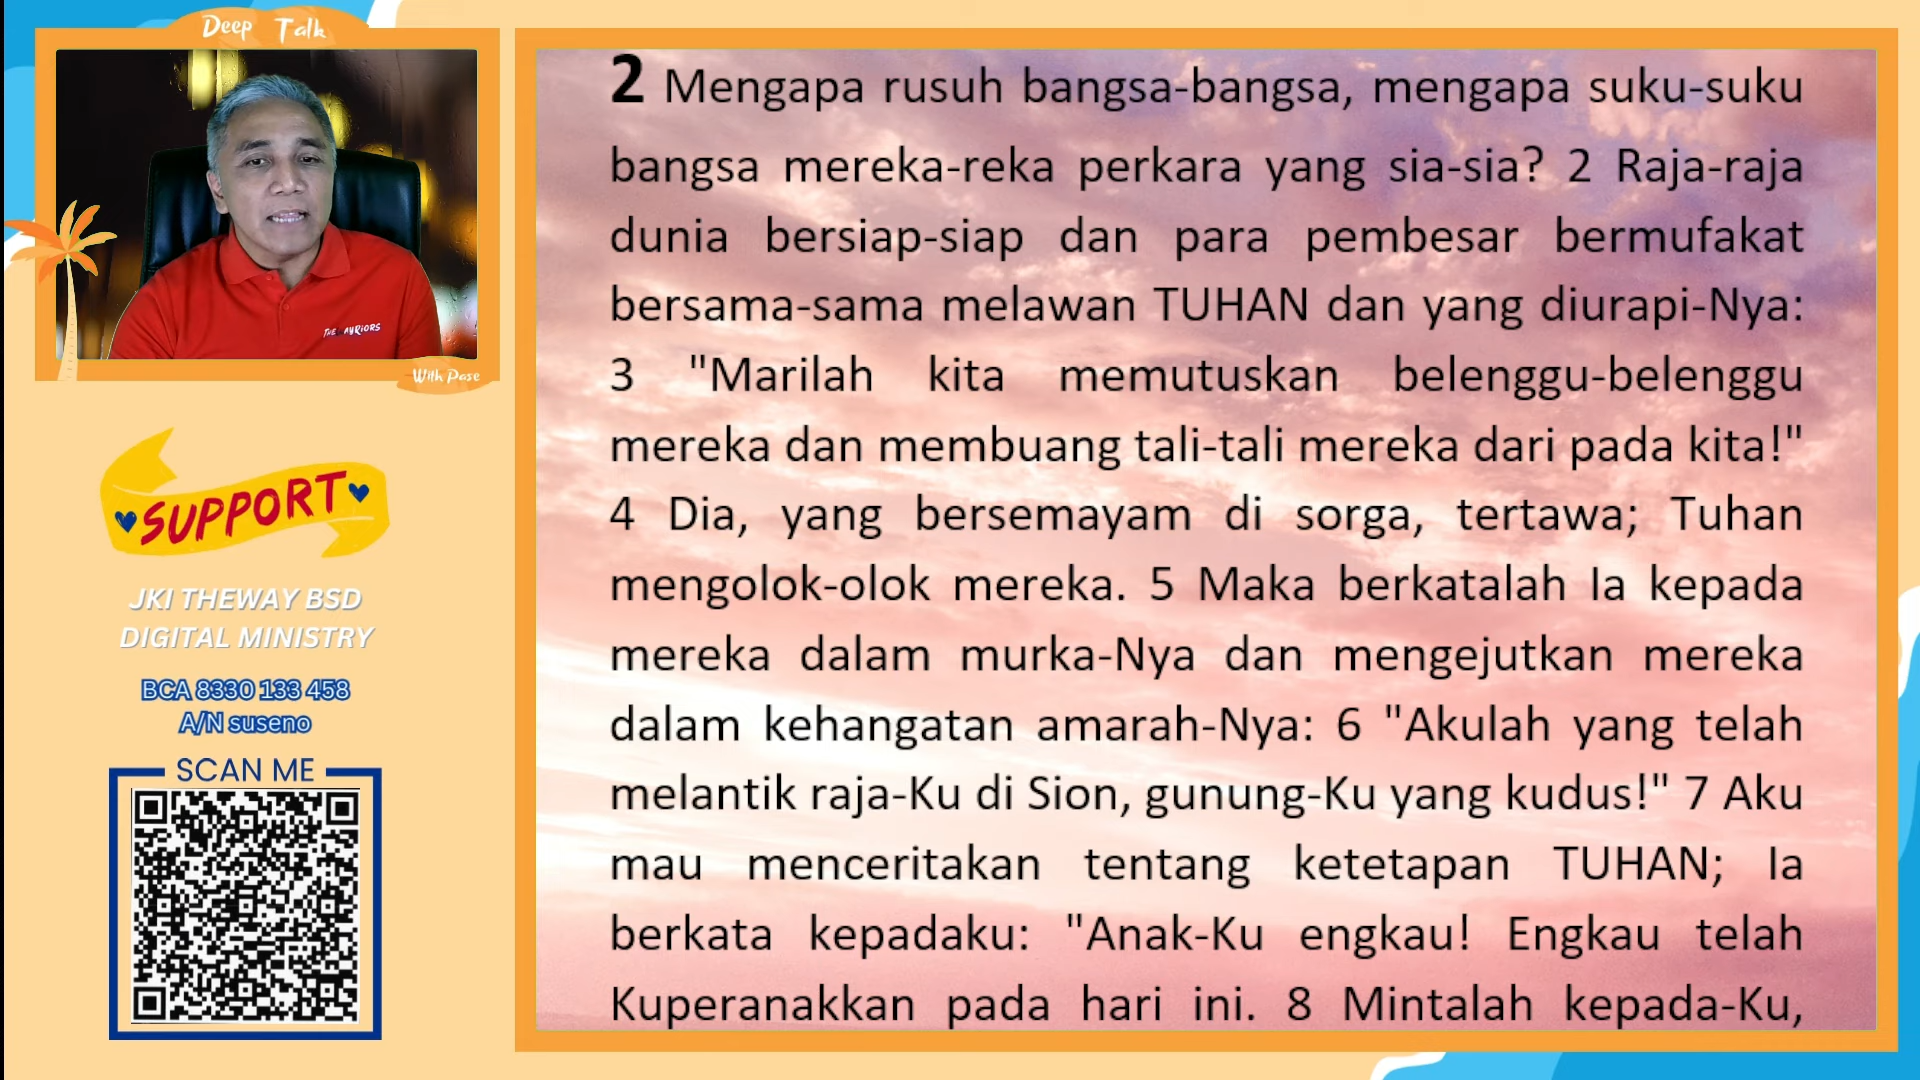 Deep Talk
THE WAYRIORS
With Pase
SUPPORT
JKI THEWAY BSD
DIGITAL MINISTRY
BCA 8330 133 458
A/N suseno
SCAN ME
2 Mengapa rusuh bangsa-bangsa, mengapa suku-suku
bangsa mereka-reka perkara yang sia-sia? 2 Raja-raja
dunia bersiap-siap dan para pembesar bermufakat
bersama-sama melawan TUHAN dan yang diurapi-Nya:
3 "Marilah kita memutuskan belenggu-belenggu
mereka dan membuang tali-tali mereka dari pada kita!"
4 Dia, yang bersemayam di sorga, tertawa; Tuhan
mengolok-olok mereka. 5 Maka berkatalah Ia kepada
mereka dalam murka-Nya dan mengejutkan mereka
dalam kehangatan amarah-Nya: 6 "Akulah yang telah
melantik raja-Ku di Sion, gunung-Ku yang kudus!" 7 Aku
mau menceritakan tentang ketetapan TUHAN; Ia
berkata kepadaku: "Anak-Ku engkau! Engkau telah
Kuperanakkan pada hari ini. 8 Mintalah kepada-Ku,